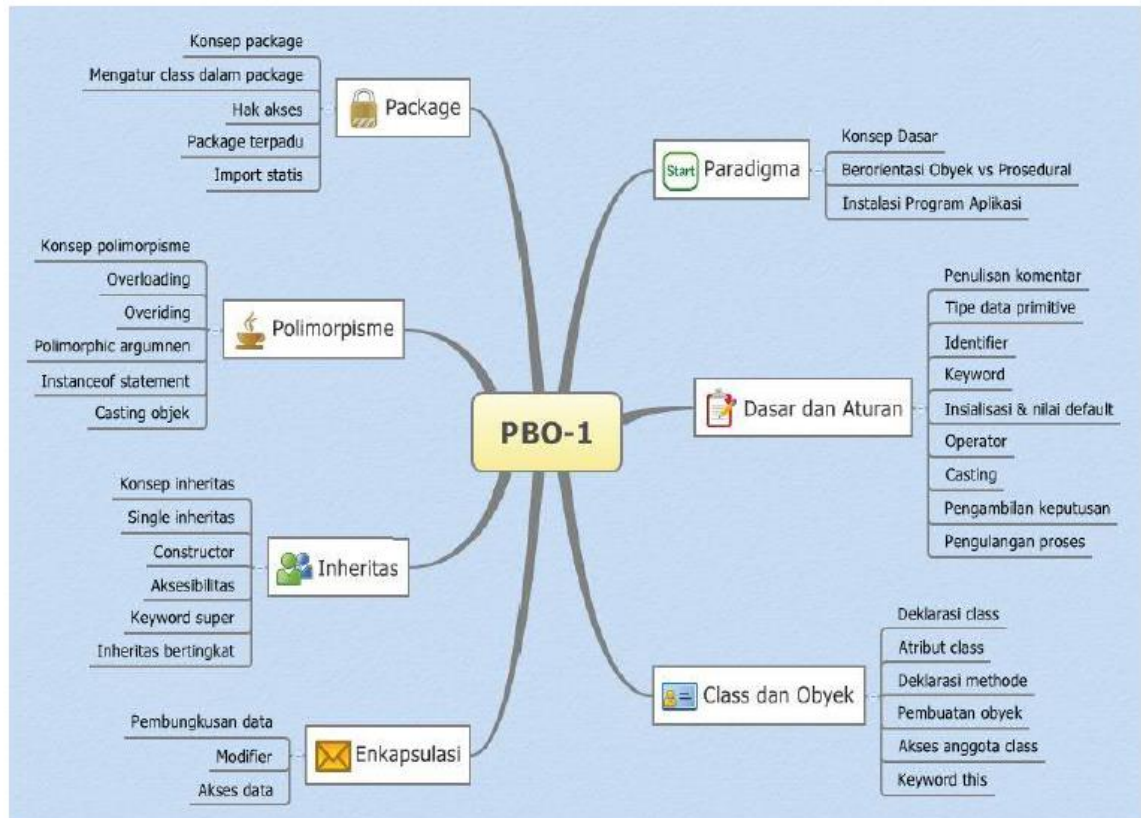 PBO-1
Start
Paradigma
Konsep Dasar
Berorientasi Obyek vs Prosedural
Instalasi Program Aplikasi
Dasar dan Aturan
Penulisan komentar
Tipe data primitive
Identifier
Keyword
Insialisasi & nilai default
Operator
Casting
Pengambilan keputusan
Pengulangan proses
Class dan Obyek
Deklarasi class
Atribut class
Deklarasi methode
Pembuatan obyek
Akses anggota class
Keyword this
Enkapsulasi
Pembungkusan data
Modifier
Akses data
Inheritas
Konsep inheritas
Single inheritas
Constructor
Aksesibilitas
Keyword super
Inheritas bertingkat
Polimorpisme
Konsep polimorpisme
Overloading
Overiding
Polimorphic argumnen
Instanceof statement
Casting objek
Package
Konsep package
Mengatur class dalam package
Hak akses
Package terpadu
Import statis